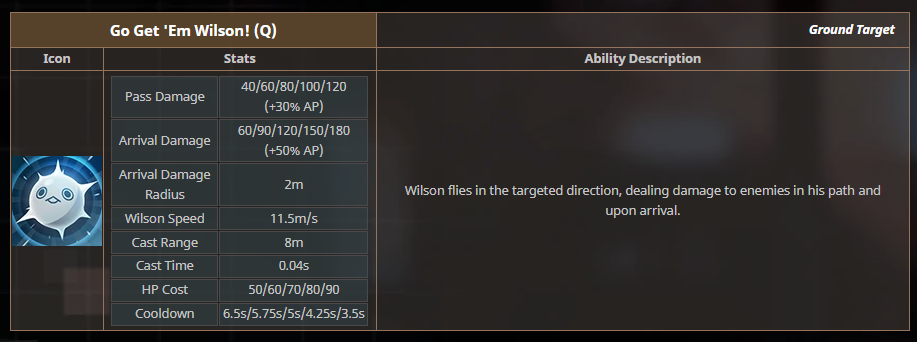 Go Get 'Em Wilson! (Q)
Ground Target
Icon
Stats
Ability Description
Pass Damage
40/60/80/100/120
(+30% AP)
Arrival Damage
60/90/120/150/180
(+50% AP)
Arrival Damage
Radius
2m
Wilson Speed
11.5m/s
Cast Range
8m
Cast Time
0.04s
HP Cost
50/60/70/80/90
Cooldown
6.5s/5.75s/5s/4.25s/3.5s
Wilson flies in the targeted direction, dealing damage to enemies in his path and
upon arrival.